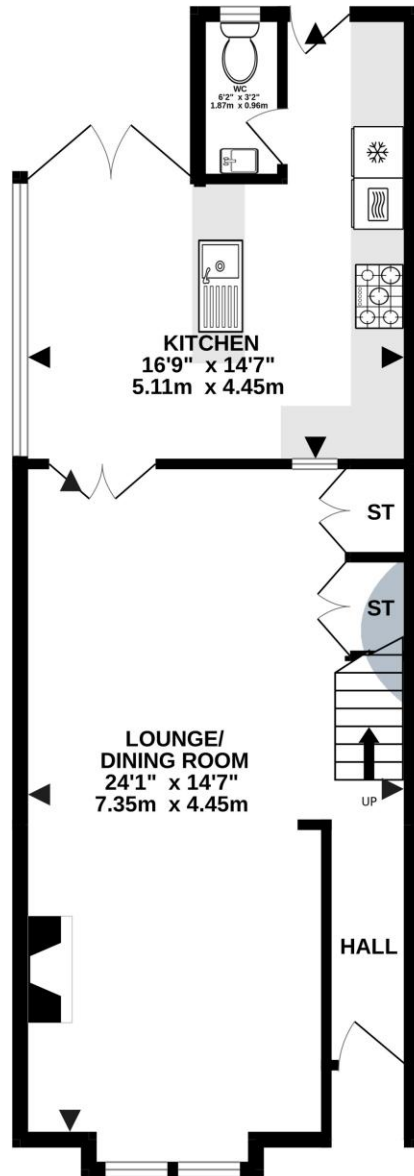 WC
6'2" x 3'2"
1.87m x 0.96m
KITCHEN
16'9" x 14'7"
5.11m x 4.45m
ST
ST
LOUNGE/
DINING ROOM
24'1" x 14'7"
7.35m x 4.45m
UP
HALL